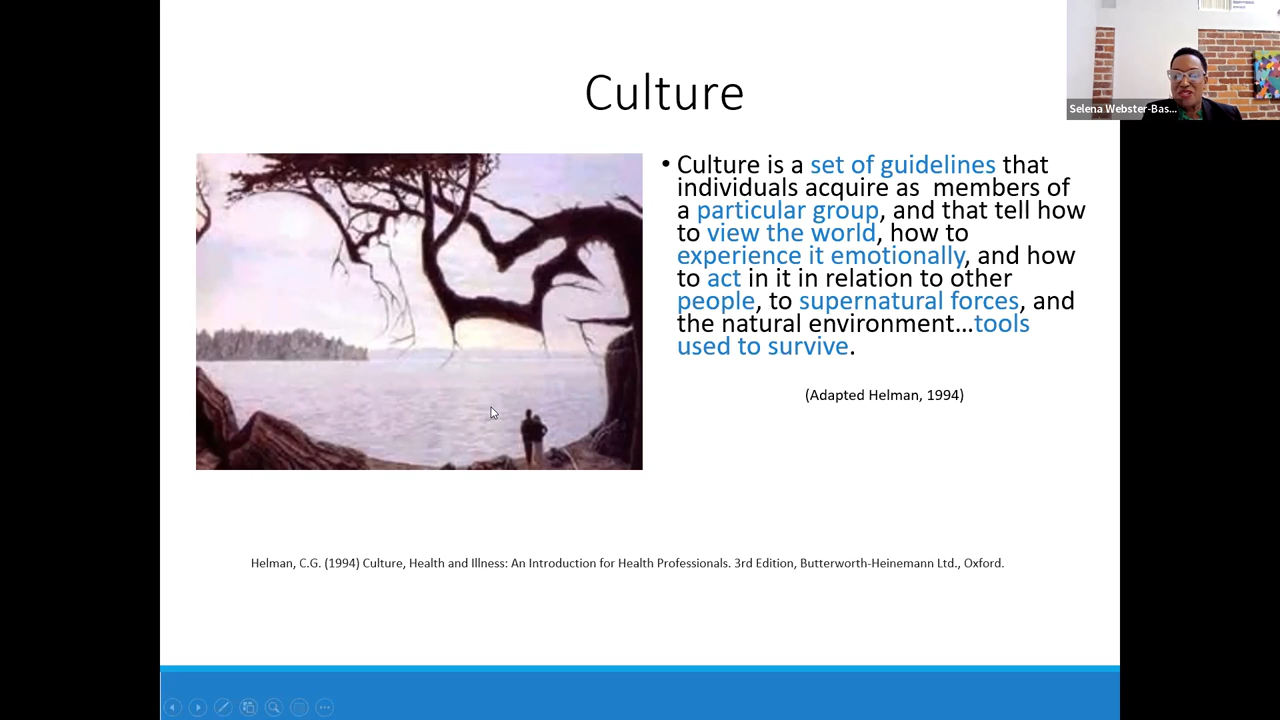 Culture
Selena Webster-Bas...
• Culture is a set of guidelines that
individuals acquire as  members of
a particular group, and that tell how
to view the world, how to
experience it emotionally, and how
to act in it in relation to other
people, to supernatural forces, and
the natural environment...tools
used to survive.
(Adapted Helman, 1994)
Helman, C.G. (1994) Culture, Health and Illness: An Introduction for Health Professionals. 3rd Edition, Butterworth-Heinemann Ltd., Oxford.